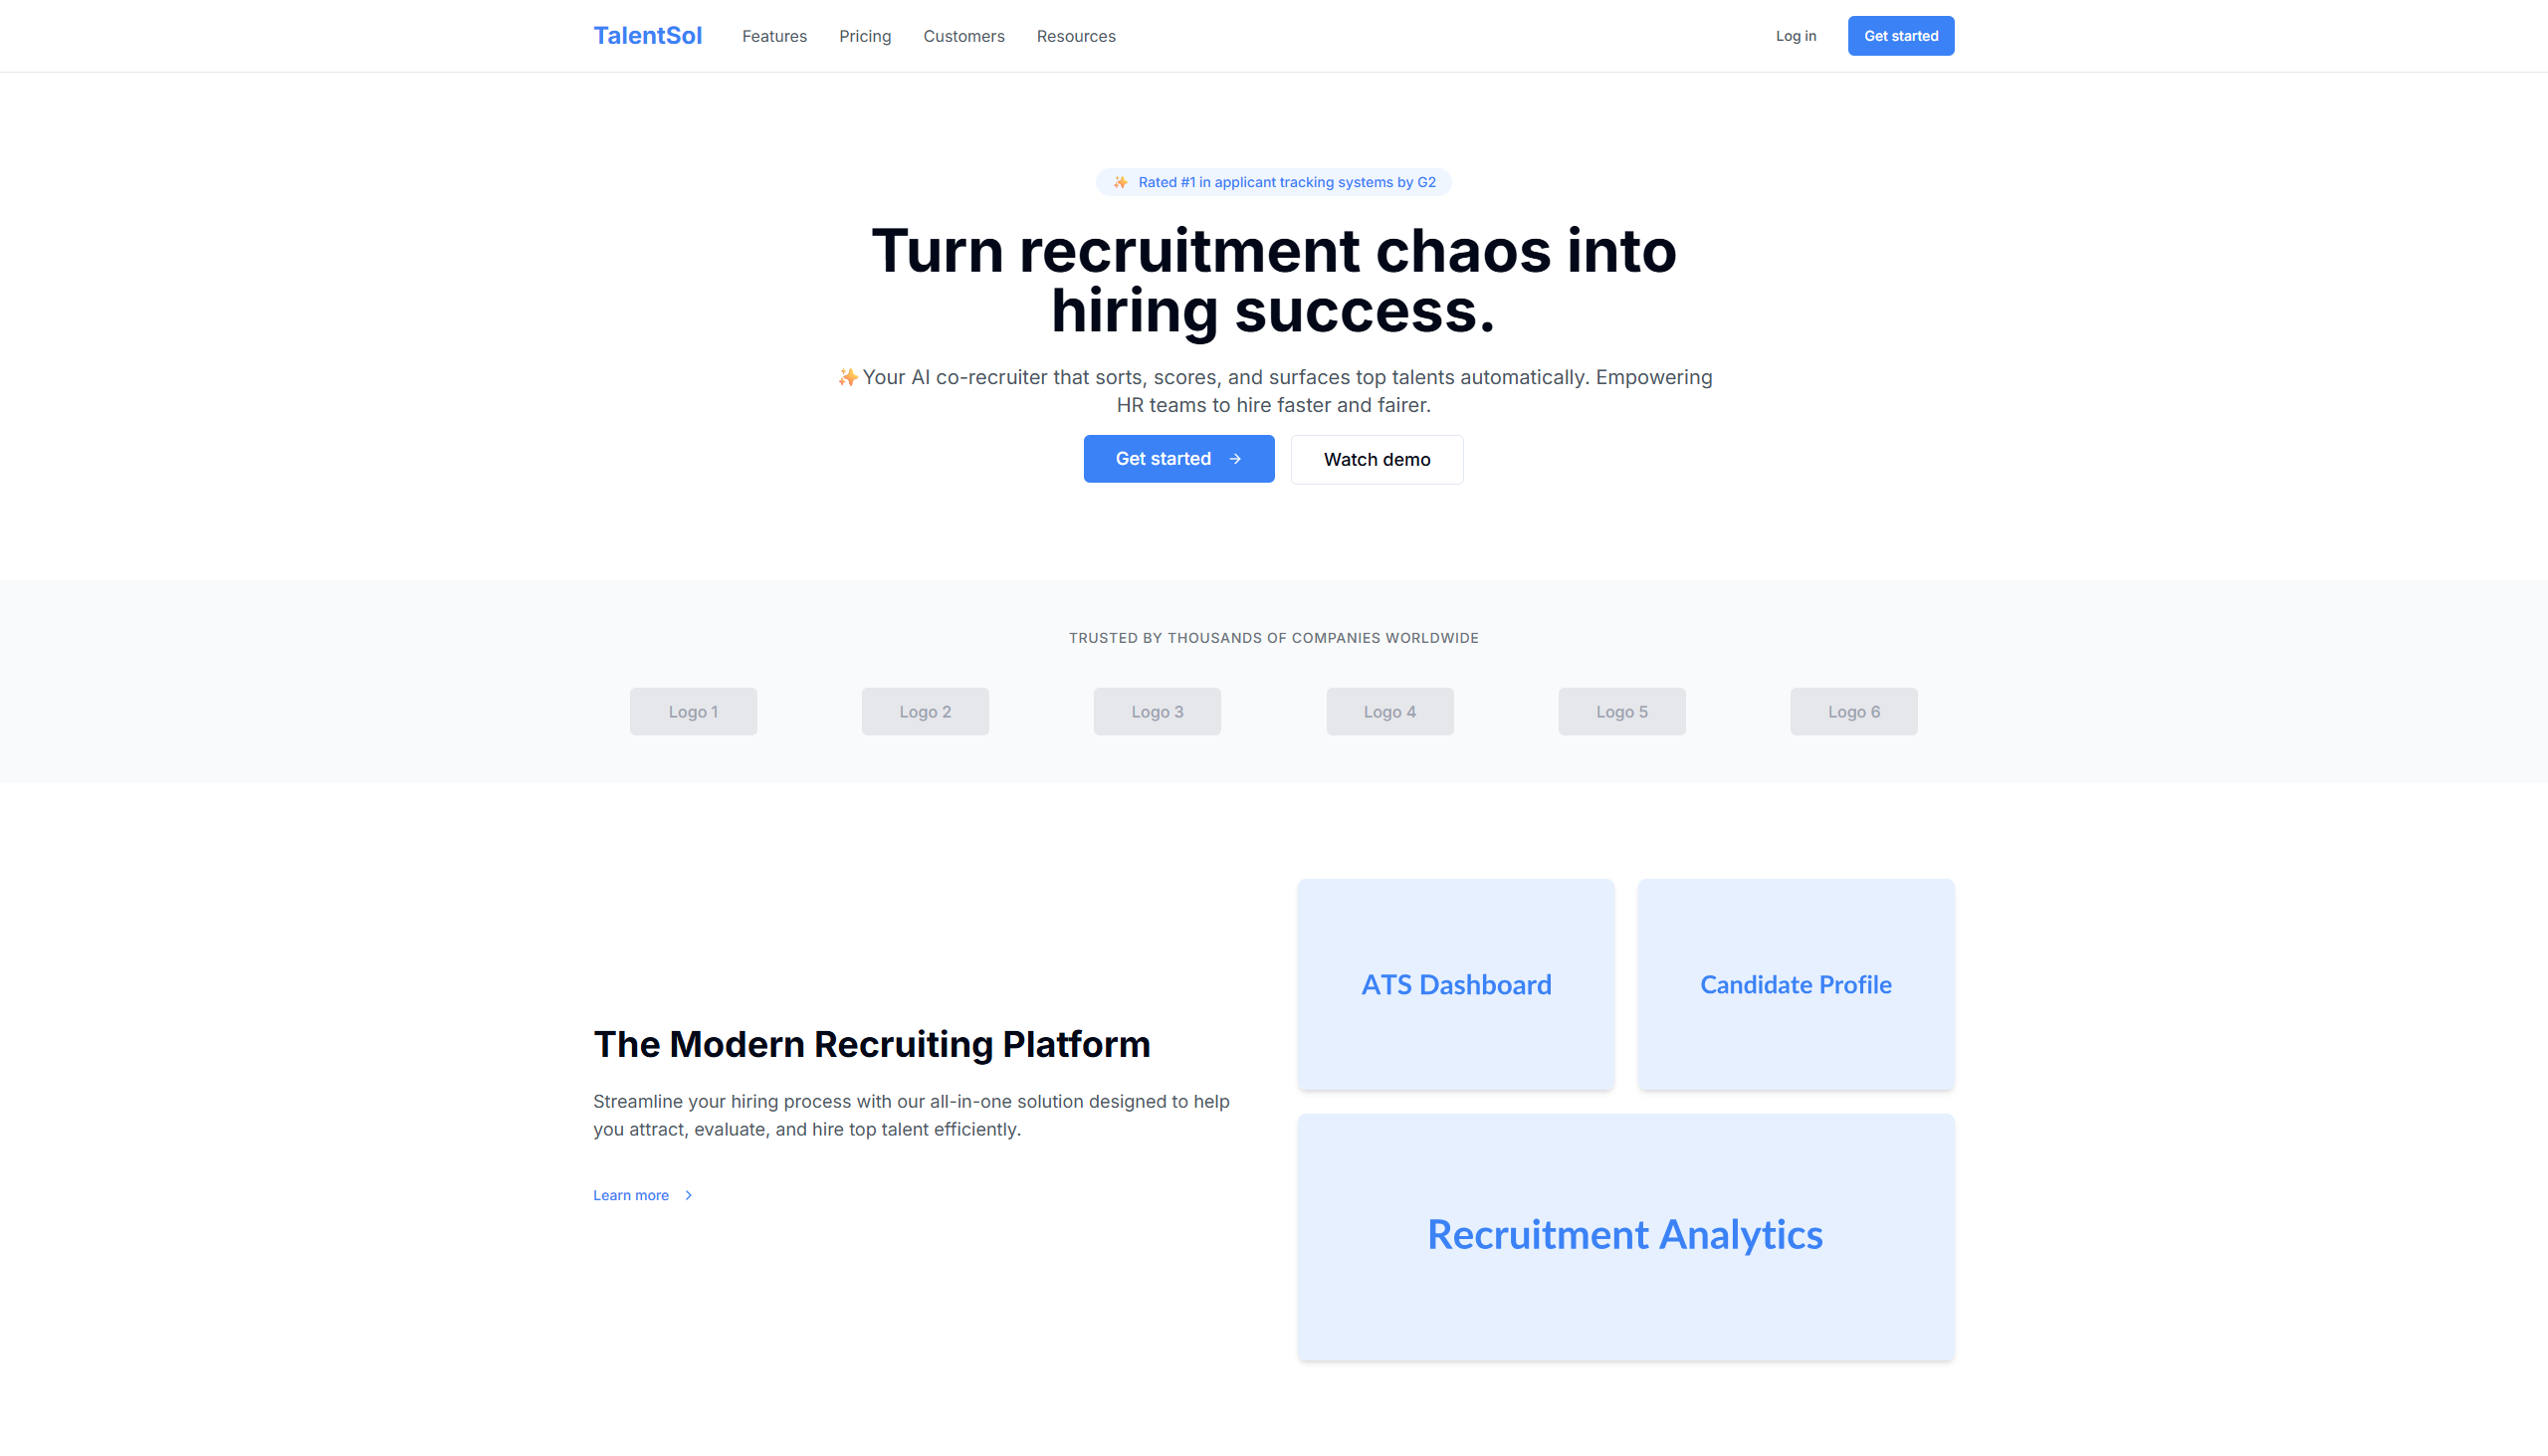 TalentSol Features Pricing Customers Resources Log in Get started
✨ Rated #1 in applicant tracking systems by G2
Turn recruitment chaos into
hiring success.
✨ Your AI co-recruiter that sorts, scores, and surfaces top talents automatically. Empowering
HR teams to hire faster and fairer.
Get started → Watch demo
TRUSTED BY THOUSANDS OF COMPANIES WORLDWIDE
Logo 1 Logo 2 Logo 3 Logo 4 Logo 5 Logo 6
The Modern Recruiting Platform
Streamline your hiring process with our all-in-one solution designed to help
you attract, evaluate, and hire top talent efficiently.
Learn more >
ATS Dashboard
Candidate Profile
Recruitment Analytics